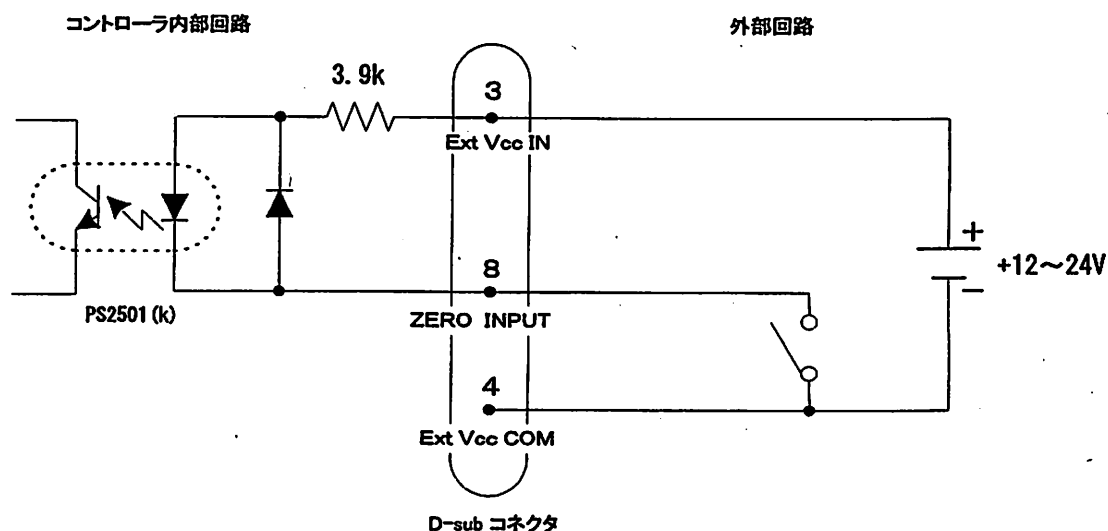 コントローラ内部回路
外部回路
3.9k
3
Ext Vcc IN
+
+12～24V
−
8
ZERO INPUT
PS2501(k)
4
Ext Vcc COM
D-sub コネクタ